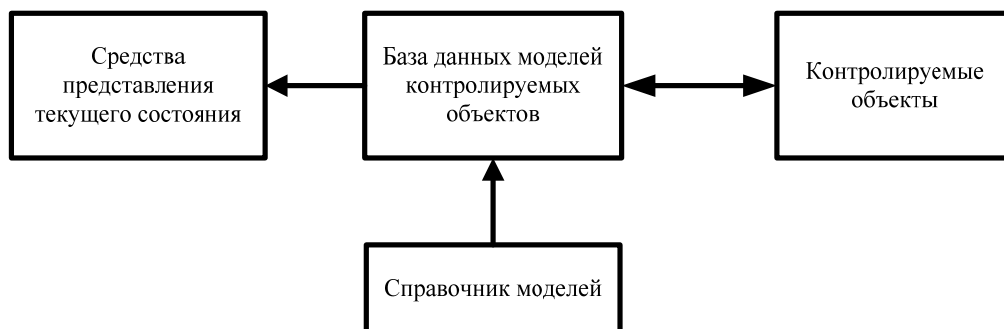 Средства
представления
текущего состояния
База данных моделей
контролируемых
объектов
Контролируемые
объекты
Справочник моделей